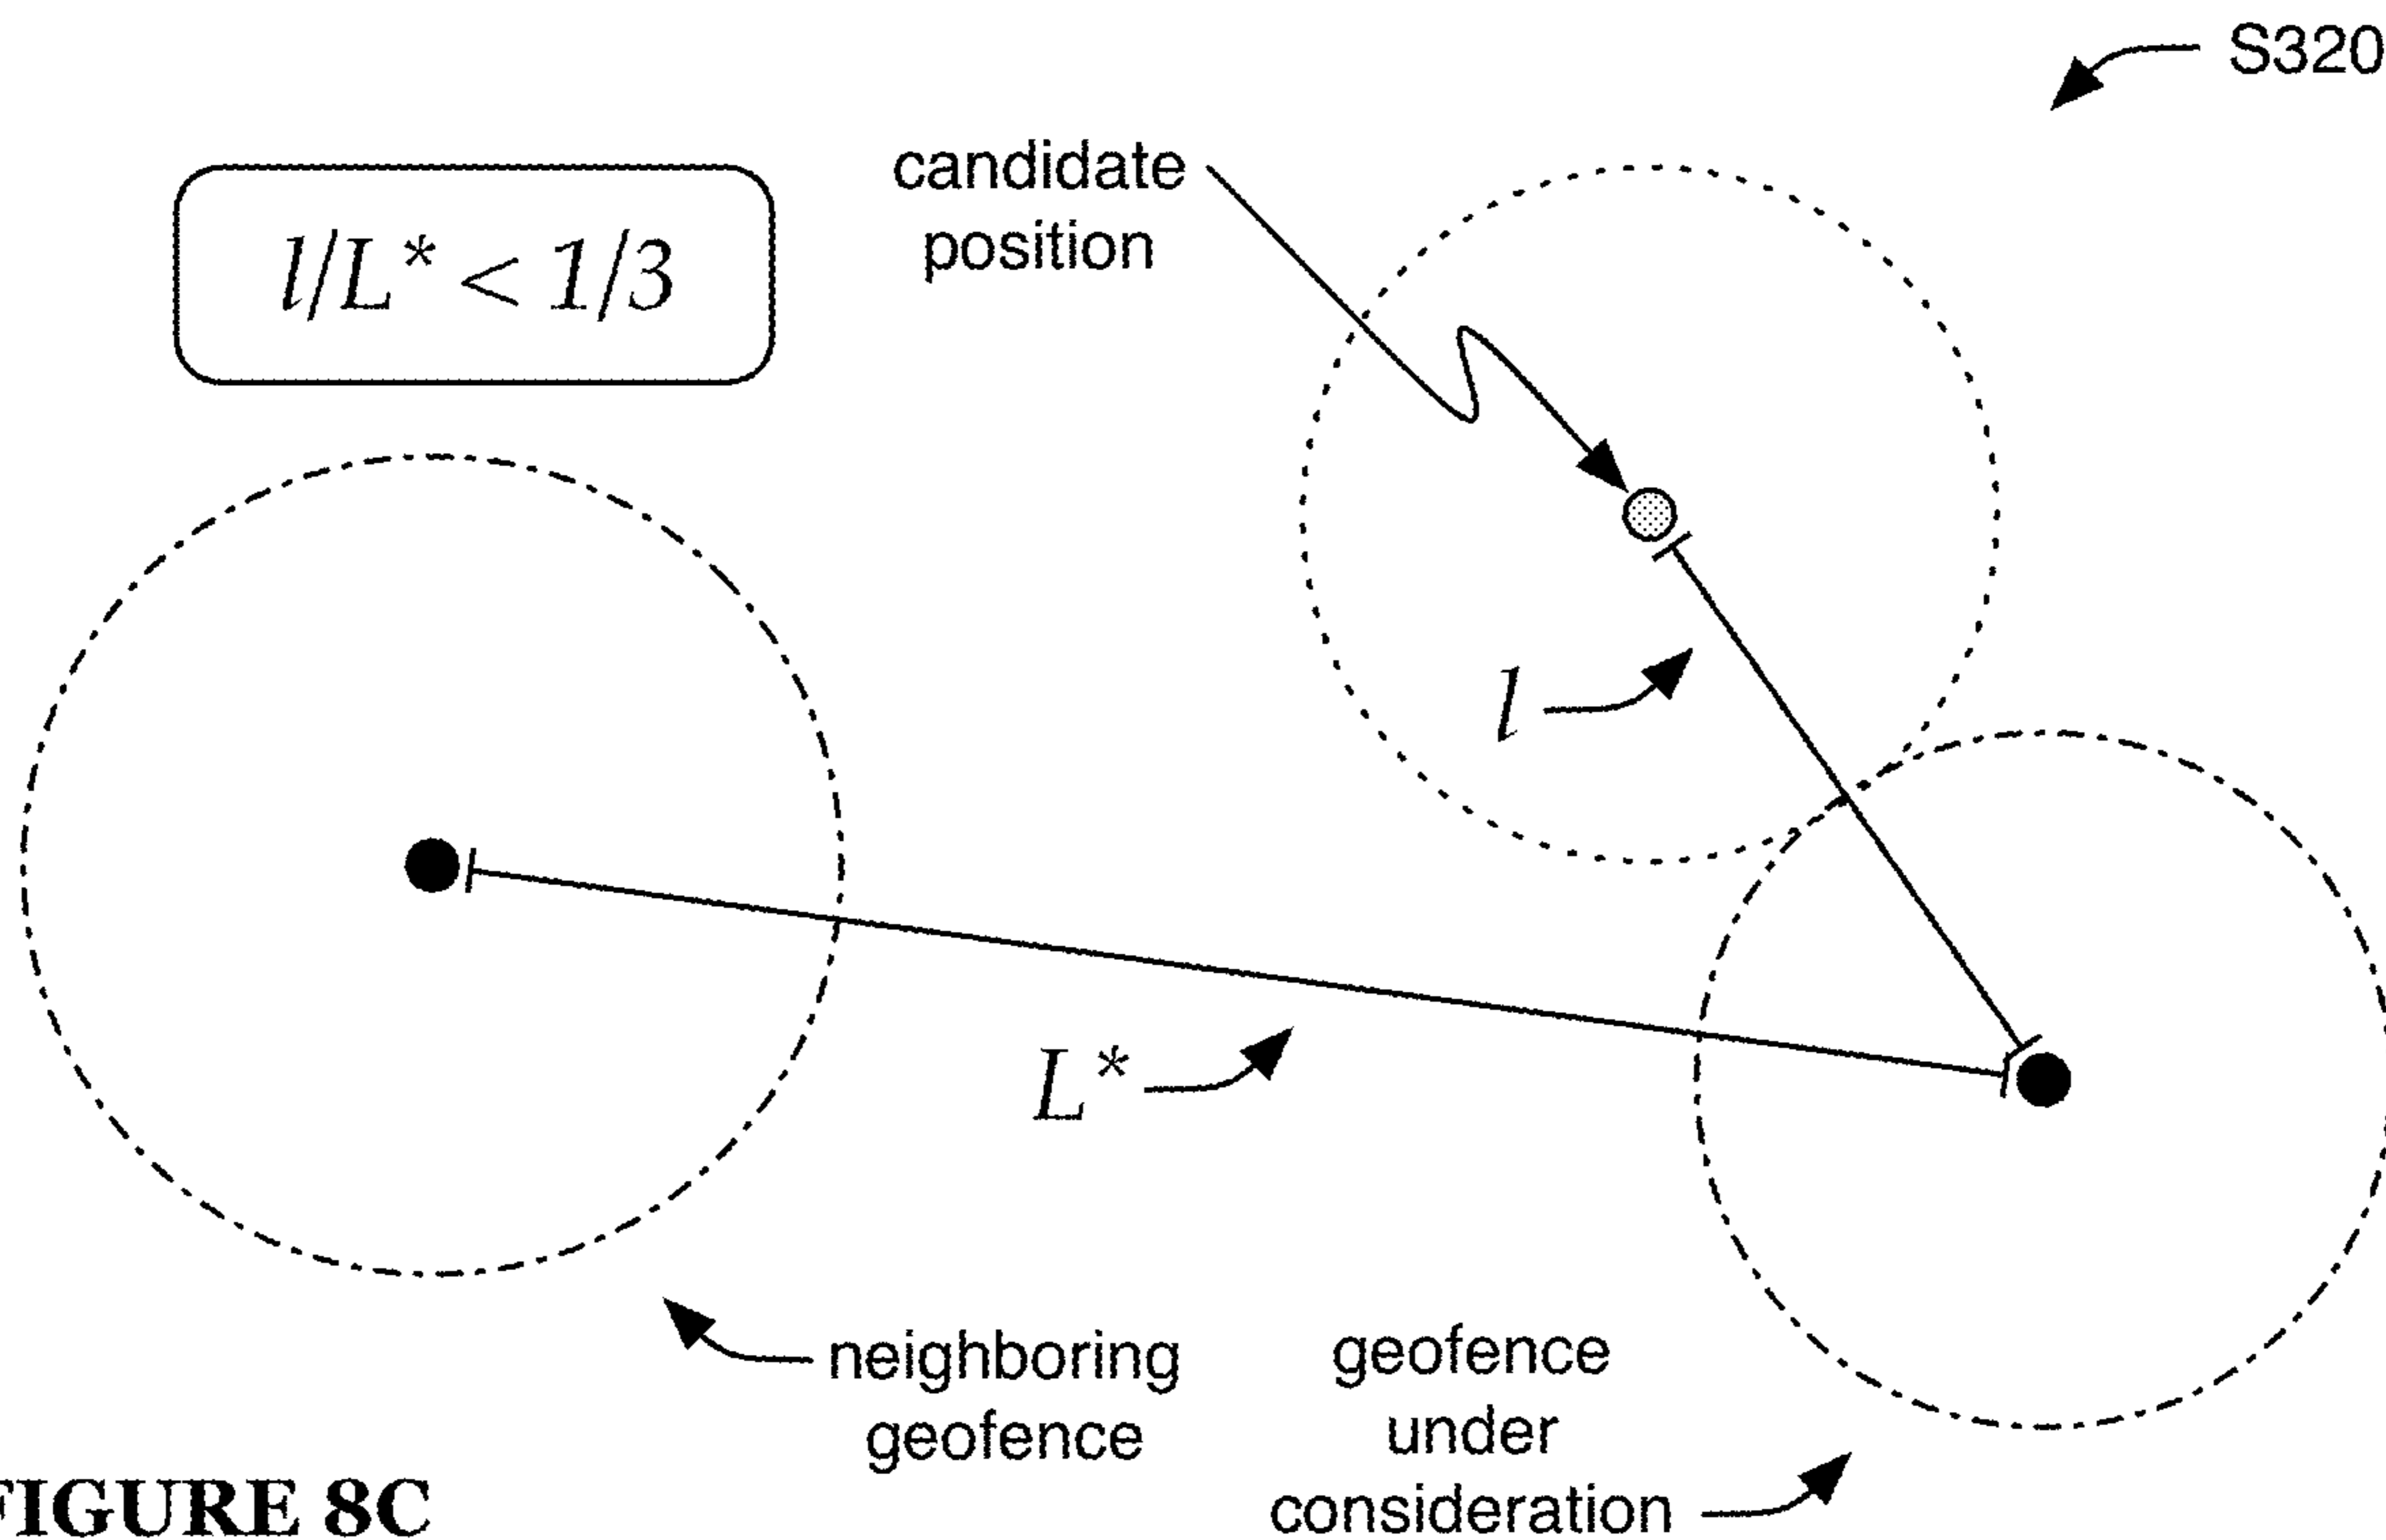 S320
candidate
position
l/L* < 1/3
l
L*
neighboring
geofence
geofence
under
consideration
FIGURE 8C